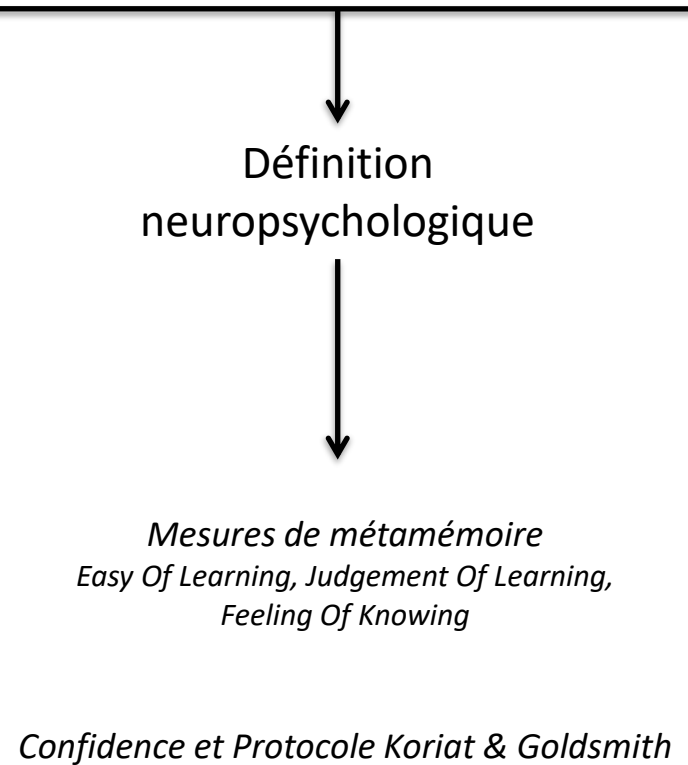 Définition
neuropsychologique
Mesures de métamémoire
Easy Of Learning, Judgement Of Learning,
Feeling Of Knowing
Confidence et Protocole Koriat & Goldsmith